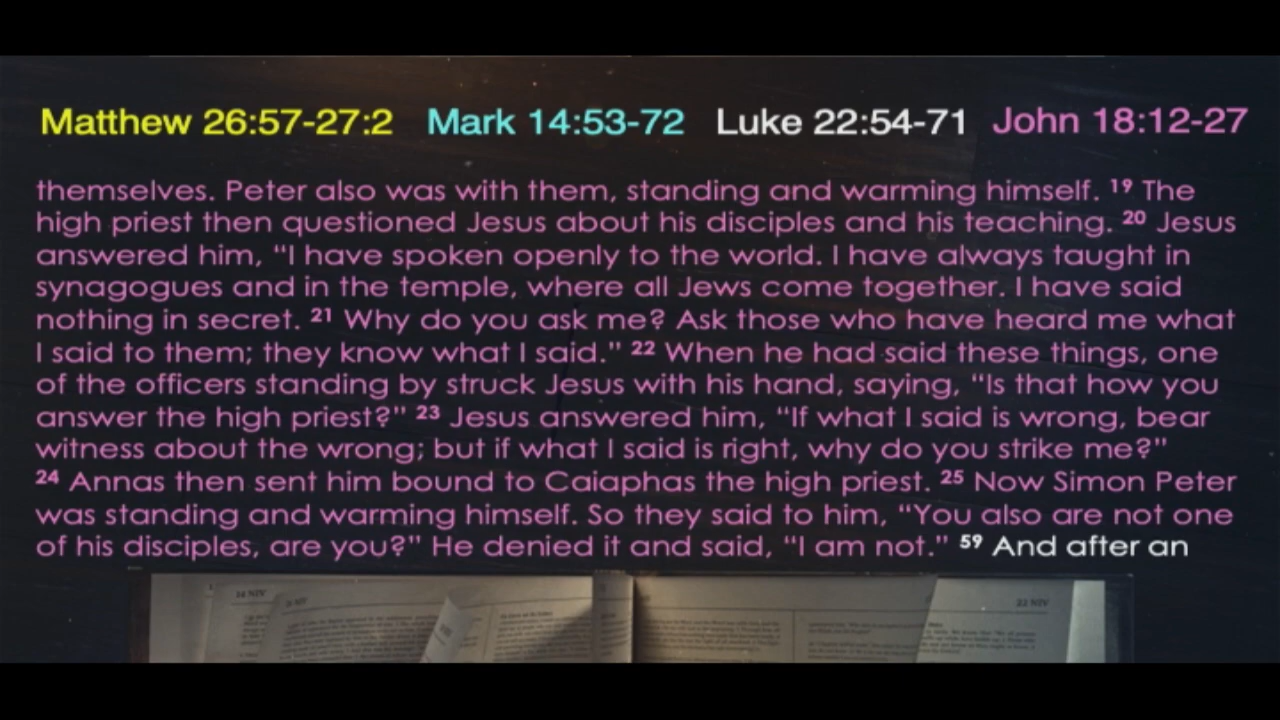 Matthew 26:57-27:2 Mark 14:53-72 Luke 22:54-71 John 18:12-27
themselves. Peter also was with them, standing and warming himself. ¹⁹ The
high priest then questioned Jesus about his disciples and his teaching. ²⁰ Jesus
answered him, “I have spoken openly to the world. I have always taught in
synagogues and in the temple, where all Jews come together. I have said
nothing in secret. ²¹ Why do you ask me? Ask those who have heard me what
I said to them; they know what I said.” ²² When he had said these things, one
of the officers standing by struck Jesus with his hand, saying, “Is that how you
answer the high priest?” ²³ Jesus answered him, “If what I said is wrong, bear
witness about the wrong; but if what I said is right, why do you strike me?”
²⁴ Annas then sent him bound to Caiaphas the high priest. ²⁵ Now Simon Peter
was standing and warming himself. So they said to him, “You also are not one
of his disciples, are you?” He denied it and said, “I am not.” ⁵⁹ And after an